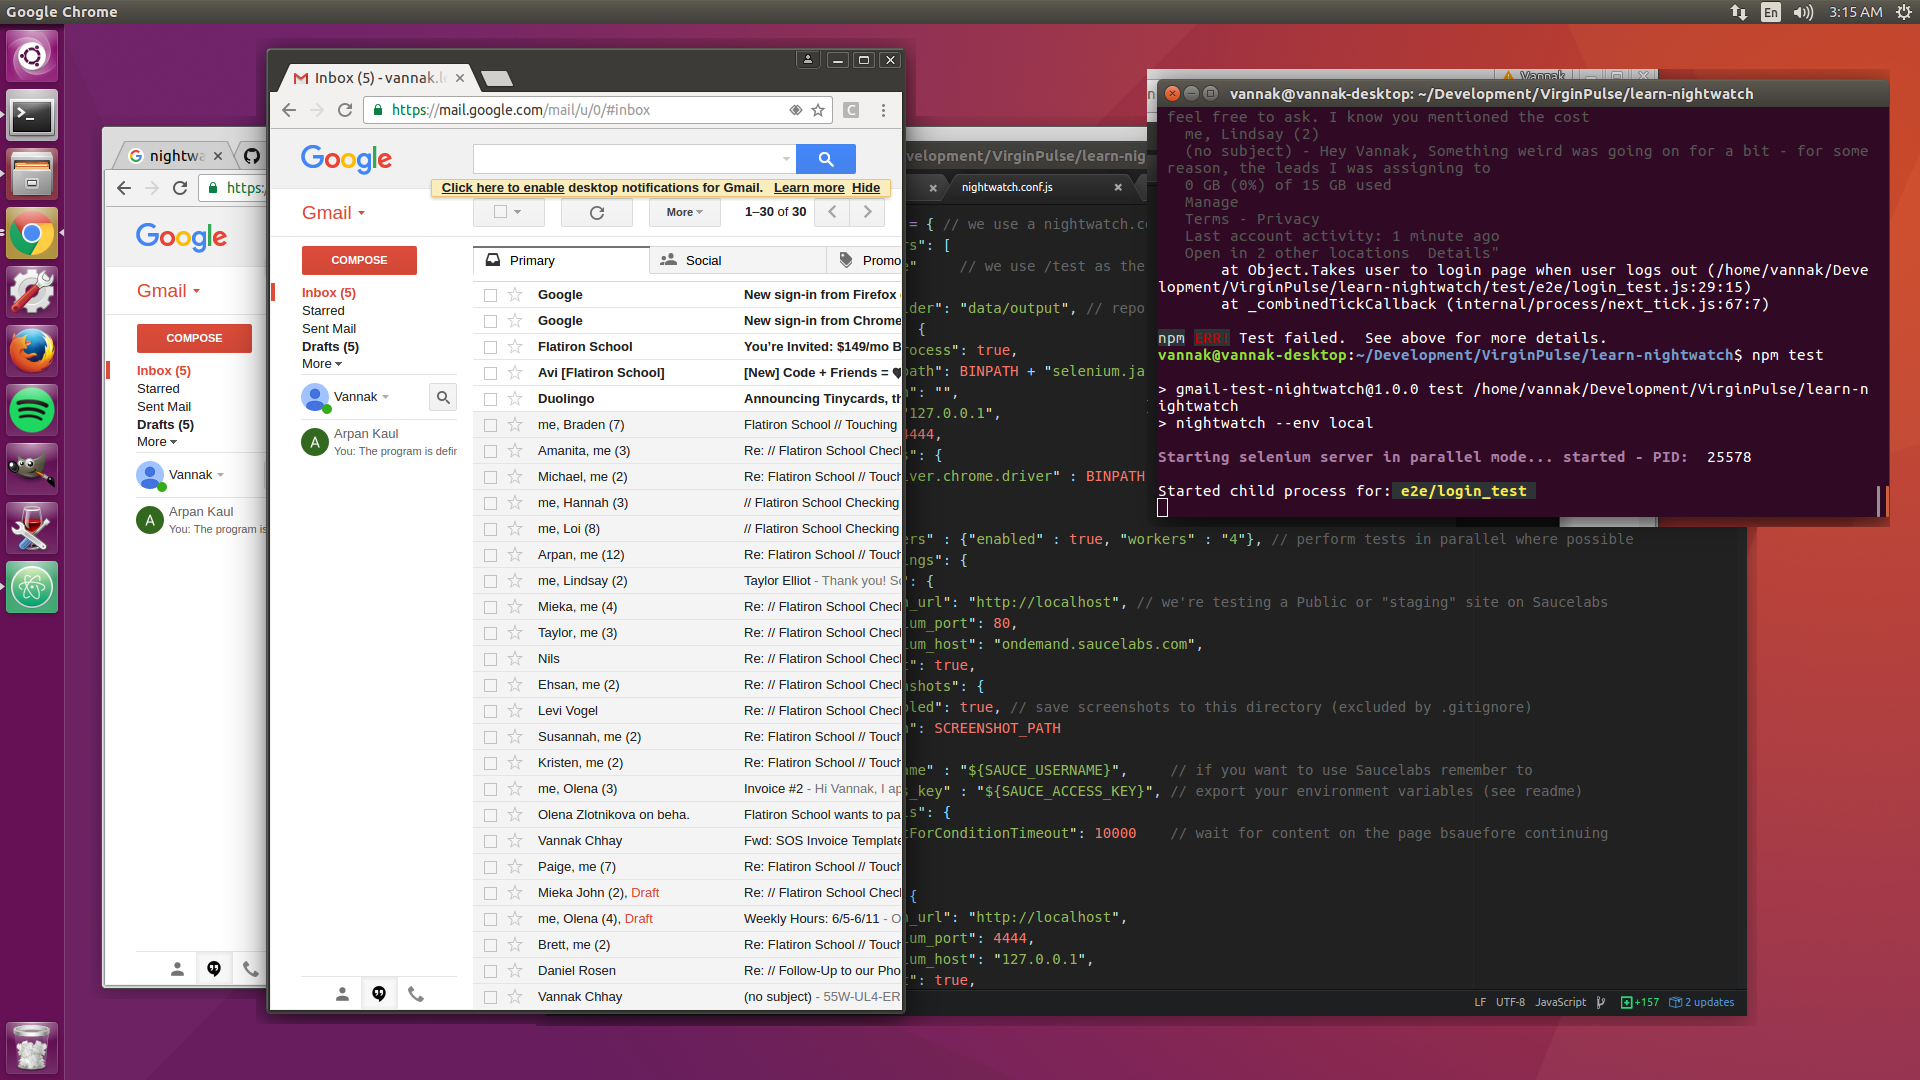 Google Chrome
En
3:15 AM
nightwa
https:
Google
Gmail
COMPOSE
Inbox (5)
Starred
Sent Mail
Drafts (5)
More
Vannak
Arpan Kaul
You: The program is
Inbox (5) - vannak.l
https://mail.google.com/mail/u/0/#inbox
Google
Click here to enable desktop notifications for Gmail. Learn more Hide
Gmail
More
1–30 of 30
COMPOSE
Primary
Social
Promo
Inbox (5)
Starred
Sent Mail
Drafts (5)
More
Vannak
Arpan Kaul
You: The program is defir
Google New sign-in from Firefox
Google New sign-in from Chrome
Flatiron School You're Invited: $149/mo B
Avi [Flatiron School] [New] Code + Friends = ♥
Duolingo Announcing Tinycards, th
me, Braden (7) Flatiron School // Touching
Amanita, me (3) Re: // Flatiron School Chec
Michael, me (2) Re: Flatiron School // Touch
me, Hannah (3) // Flatiron School Checking
me, Loi (8) // Flatiron School Checking
Arpan, me (12) Re: Flatiron School // Touch
me, Lindsay (2) Taylor Elliot - Thank you! So
Mieka, me (4) Re: // Flatiron School Chec
Taylor, me (3) Re: // Flatiron School Chec
Nils Re: // Flatiron School Chec
Ehsan, me (2) Re: // Flatiron School Chec
Levi Vogel Re: // Flatiron School Chec
Susannah, me (2) Re: Flatiron School // Touch
Kristen, me (2) Re: Flatiron School // Touch
me, Olena (3) Invoice #2 - Hi Vannak, I ap
Olena Zlotnikova on beha. Flatiron School wants to pa
Vannak Chhay Fwd: SOS Invoice Template
Paige, me (7) Re: Flatiron School // Touch
Mieka John (2), Draft Re: // Flatiron School Chec
me, Olena (4), Draft Weekly Hours: 6/5-6/11 - O
Brett, me (2) Re: Flatiron School // Touch
Daniel Rosen Re: // Follow-Up to our Pho
Vannak Chhay (no subject) - 55W-UL4-ER
Vannak
vannak@vannak-desktop: ~/Development/VirginPulse/learn-nightwatch
feel free to ask. I know you mentioned the cost
me, Lindsay (2)
(no subject) - Hey Vannak, Something weird was going on for a bit - for some
reason, the leads I was assigning to
0 GB (0%) of 15 GB used
Manage
Terms - Privacy
Last account activity: 1 minute ago
Open in 2 other locations  Details"
at Object.Takes user to login page when user logs out (/home/vannak/Deve
lopment/VirginPulse/learn-nightwatch/test/e2e/login_test.js:29:15)
at _combinedTickCallback (internal/process/next_tick.js:67:7)
npm ERR! Test failed.  See above for more details.
vannak@vannak-desktop:~/Development/VirginPulse/learn-nightwatch$ npm test
> gmail-test-nightwatch@1.0.0 test /home/vannak/Development/VirginPulse/learn-n
ightwatch
> nightwatch --env local
Starting selenium server in parallel mode... started - PID:  25578
Started child process for: e2e/login_test
velopment/VirginPulse/learn-nig
nightwatch.conf.js
= { // we use a nightwatch.co
rs": [
e" // we use /test as the
lder": "data/output", // repo
{
rocess": true,
path": BINPATH + "selenium.ja
h": "",
"127.0.0.1",
4444,
s": {
iver.chrome.driver" : BINPATH
ers" : {"enabled" : true, "workers" : "4"}, // perform tests in parallel where possible
ings": {
": {
h_url": "http://localhost", // we're testing a Public or "staging" site on Saucelabs
ium_port": 80,
ium_host": "ondemand.saucelabs.com",
t": true,
nshots": {
bled": true, // save screenshots to this directory (excluded by .gitignore)
h": SCREENSHOT_PATH
ame" : "${SAUCE_USERNAME}", // if you want to use Saucelabs remember to
s_key" : "${SAUCE_ACCESS_KEY}", // export your environment variables (see readme)
ls": {
tForConditionTimeout": 10000 // wait for content on the page bsauefore continuing
{
h_url": "http://localhost",
ium_port": 4444,
ium_host": "127.0.0.1",
t": true,
LF UTF-8 JavaScript +157 2 updates